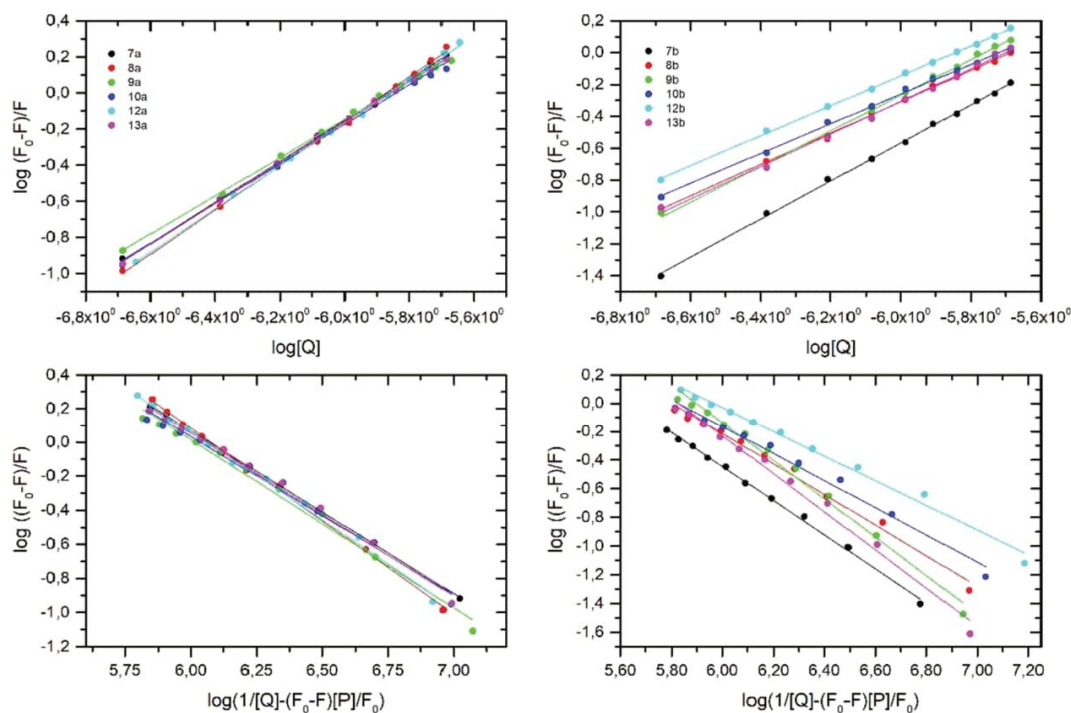 0,4
0,2
0,0
-0,2
-0,4
-0,6
-0,8
-1,0
log (F₀-F)/F
7a
8a
9a
10a
12a
13a
-6,8x10⁰ -6,6x10⁰ -6,4x10⁰ -6,2x10⁰ -6,0x10⁰ -5,8x10⁰ -5,6x10⁰
log[Q]
0,2
0,0
-0,2
-0,4
-0,6
-0,8
-1,0
-1,2
-1,4
log (F₀-F)/F
7b
8b
9b
10b
12b
13b
-6,8x10⁰ -6,6x10⁰ -6,4x10⁰ -6,2x10⁰ -6,0x10⁰ -5,8x10⁰ -5,6x10⁰
log[Q]
0,4
0,2
0,0
-0,2
-0,4
-0,6
-0,8
-1,0
-1,2
log ((F₀-F)/F)
5,75 6,00 6,25 6,50 6,75 7,00
log(1/[Q]-(F₀-F)[P]/F₀)
0,2
0,0
-0,2
-0,4
-0,6
-0,8
-1,0
-1,2
-1,4
-1,6
log ((F₀-F)/F)
5,60 5,80 6,00 6,20 6,40 6,60 6,80 7,00 7,20
log(1/[Q]-(F₀-F)[P]/F₀)